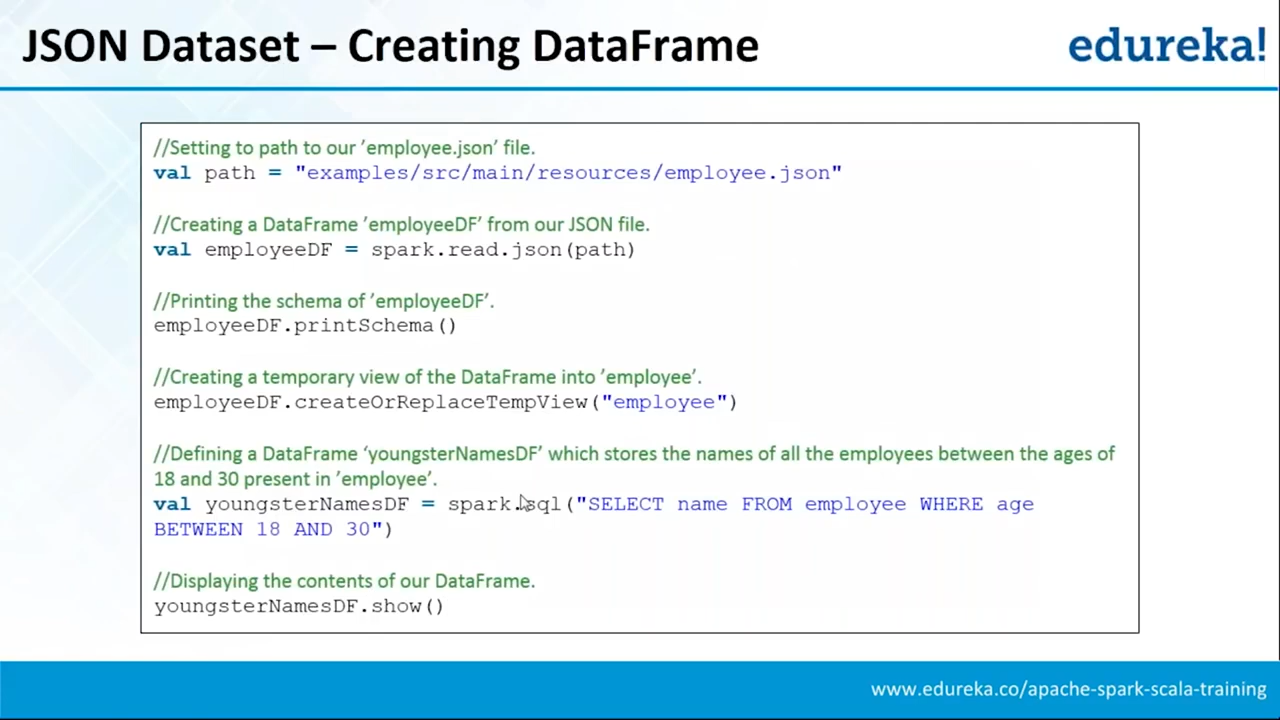 JSON Dataset – Creating DataFrame
edureka!
//Setting to path to our ’employee.json’ file.
val path = "examples/src/main/resources/employee.json"
//Creating a DataFrame ’employeeDF’ from our JSON file.
val employeeDF = spark.read.json(path)
//Printing the schema of ’employeeDF’.
employeeDF.printSchema()
//Creating a temporary view of the DataFrame into ’employee’.
employeeDF.createOrReplaceTempView("employee")
//Defining a DataFrame ‘youngsterNamesDF’ which stores the names of all the employees between the ages of
18 and 30 present in ’employee’.
val youngsterNamesDF = spark.sql("SELECT name FROM employee WHERE age
BETWEEN 18 AND 30")
//Displaying the contents of our DataFrame.
youngsterNamesDF.show()
www.edureka.co/apache-spark-scala-training